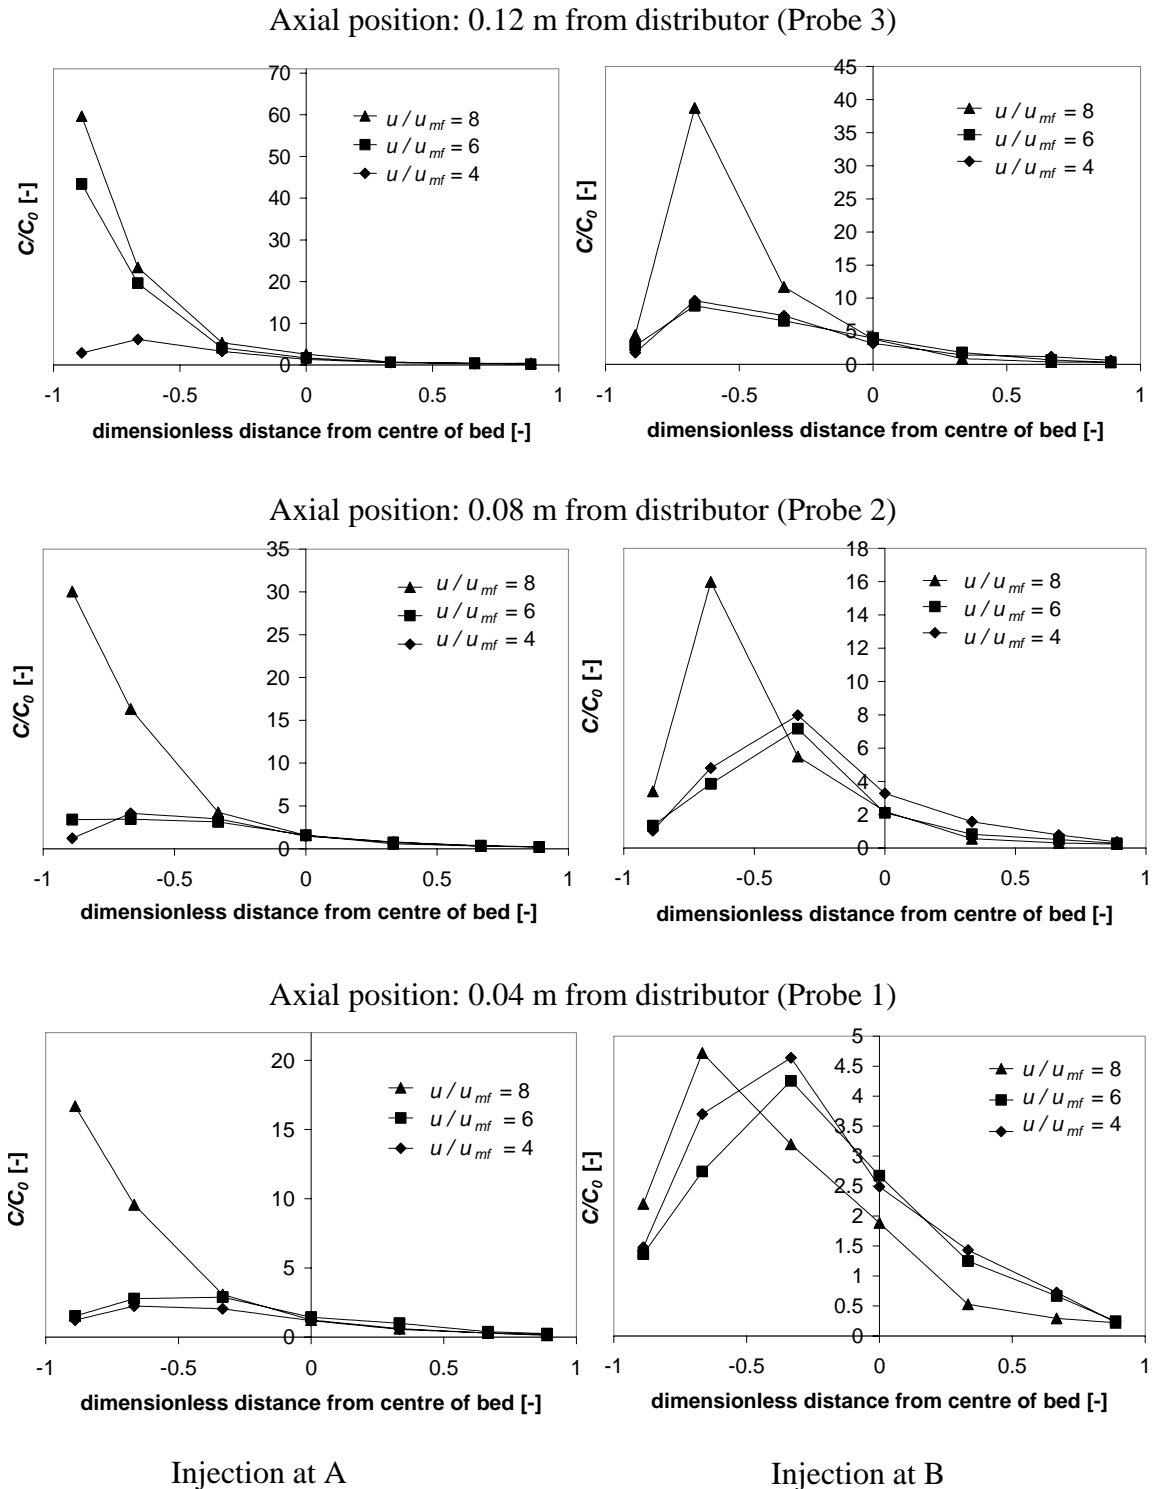 Axial position: 0.12 m from distributor (Probe 3)
70
60
50
40
30
20
10
0
-1 -0.5 0 0.5 1
C/C0 [-]
u / umf = 8
u / umf = 6
u / umf = 4
dimensionless distance from centre of bed [-]
45
40
35
30
25
20
15
10
5
0
-1 -0.5 0 0.5 1
C/C0 [-]
u / umf = 8
u / umf = 6
u / umf = 4
dimensionless distance from centre of bed [-]
Axial position: 0.08 m from distributor (Probe 2)
35
30
25
20
15
10
5
0
-1 -0.5 0 0.5 1
C/C0 [-]
u / umf = 8
u / umf = 6
u / umf = 4
dimensionless distance from centre of bed [-]
18
16
14
12
10
8
6
4
2
0
-1 -0.5 0 0.5 1
C/C0 [-]
u / umf = 8
u / umf = 6
u / umf = 4
dimensionless distance from centre of bed [-]
Axial position: 0.04 m from distributor (Probe 1)
20
15
10
5
0
-1 -0.5 0 0.5 1
C/C0 [-]
u / umf = 8
u / umf = 6
u / umf = 4
dimensionless distance from centre of bed [-]
5
4.5
4
3.5
3
2.5
2
1.5
1
0.5
0
-1 -0.5 0 0.5 1
C/C0 [-]
u / umf = 8
u / umf = 6
u / umf = 4
dimensionless distance from centre of bed [-]
Injection at A
Injection at B